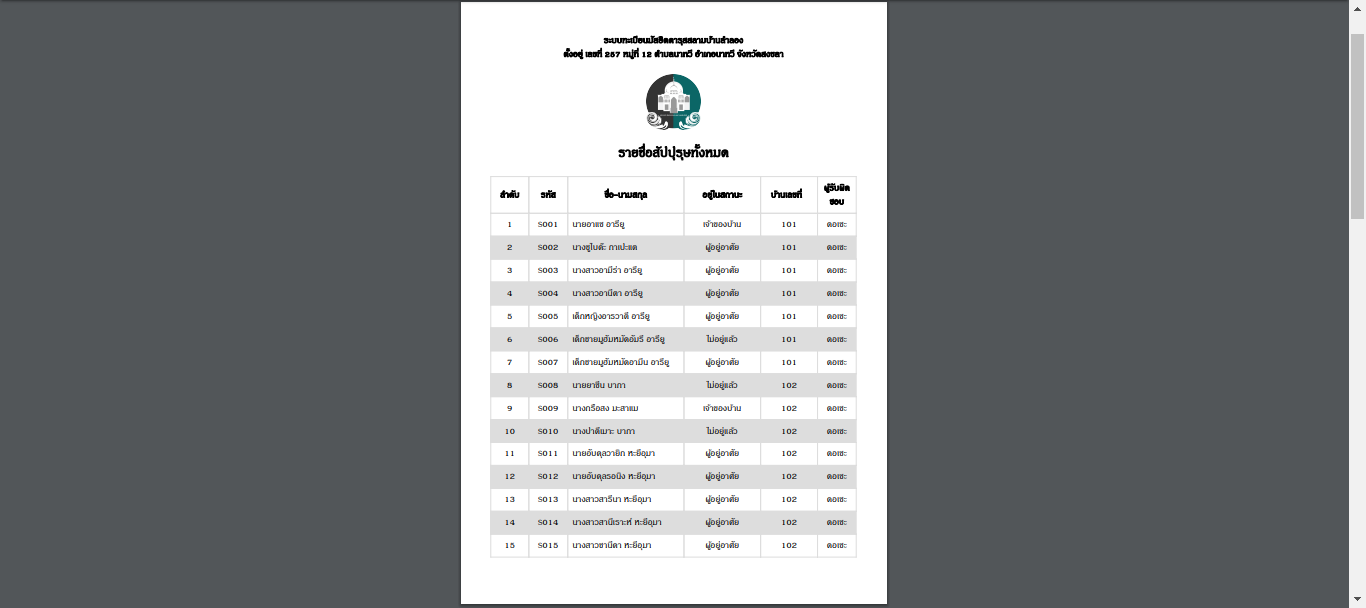 ระบบทะเบียนมัสยิดดารุสสลามบ้านลำลอง
ตั้งอยู่ เลขที่ 257 หมู่ที่ 12 ตำบลนาทวี อำเภอนาทวี จังหวัดสงขลา
รายชื่อสัปปุรุษทั้งหมด
ลำดับ รหัส ชื่อ-นามสกุล อยู่ในสถานะ บ้านเลขที่ ผู้รับผิด
ชอบ
1 S001 นายอาแซ อารียู เจ้าของบ้าน 101 ดอเซะ
2 S002 นางซูไบด๊ะ กาเปะแต ผู้อยู่อาศัย 101 ดอเซะ
3 S003 นางสาวอามีร่า อารียู ผู้อยู่อาศัย 101 ดอเซะ
4 S004 นางสาวอานีตา อารียู ผู้อยู่อาศัย 101 ดอเซะ
5 S005 เด็กหญิงอารวาตี อารียู ผู้อยู่อาศัย 101 ดอเซะ
6 S006 เด็กชายมูฮัมหมัดอัมรี อารียู ไม่อยู่แล้ว 101 ดอเซะ
7 S007 เด็กชายมูฮัมหมัดอามีน อารียู ผู้อยู่อาศัย 101 ดอเซะ
8 S008 นายยาซีน บากา ไม่อยู่แล้ว 102 ดอเซะ
9 S009 นางกรือสง มะสาแม เจ้าของบ้าน 102 ดอเซะ
10 S010 นางปาตีเมาะ บากา ไม่อยู่แล้ว 102 ดอเซะ
11 S011 นายอับดุลวายิก หะยีอุมา ผู้อยู่อาศัย 102 ดอเซะ
12 S012 นายอับดุลรอนิง หะยีอุมา ผู้อยู่อาศัย 102 ดอเซะ
13 S013 นางสาวสารีนา หะยีอุมา ผู้อยู่อาศัย 102 ดอเซะ
14 S014 นางสาวสานีเราะห์ หะยีอุมา ผู้อยู่อาศัย 102 ดอเซะ
15 S015 นางสาวซานีดา หะยีอุมา ผู้อยู่อาศัย 102 ดอเซะ